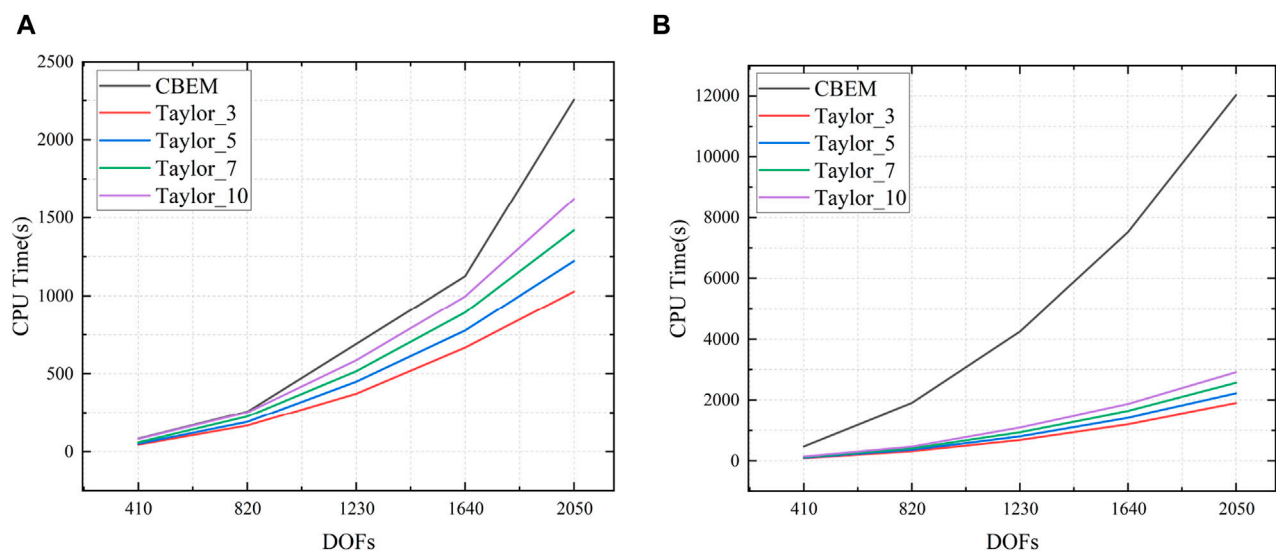 A
CPU Time(s)
2500
2000
1500
1000
500
0
CBEM
Taylor_3
Taylor_5
Taylor_7
Taylor_10
410 820 1230 1640 2050
DOFs
B
CPU Time(s)
12000
10000
8000
6000
4000
2000
0
CBEM
Taylor_3
Taylor_5
Taylor_7
Taylor_10
410 820 1230 1640 2050
DOFs